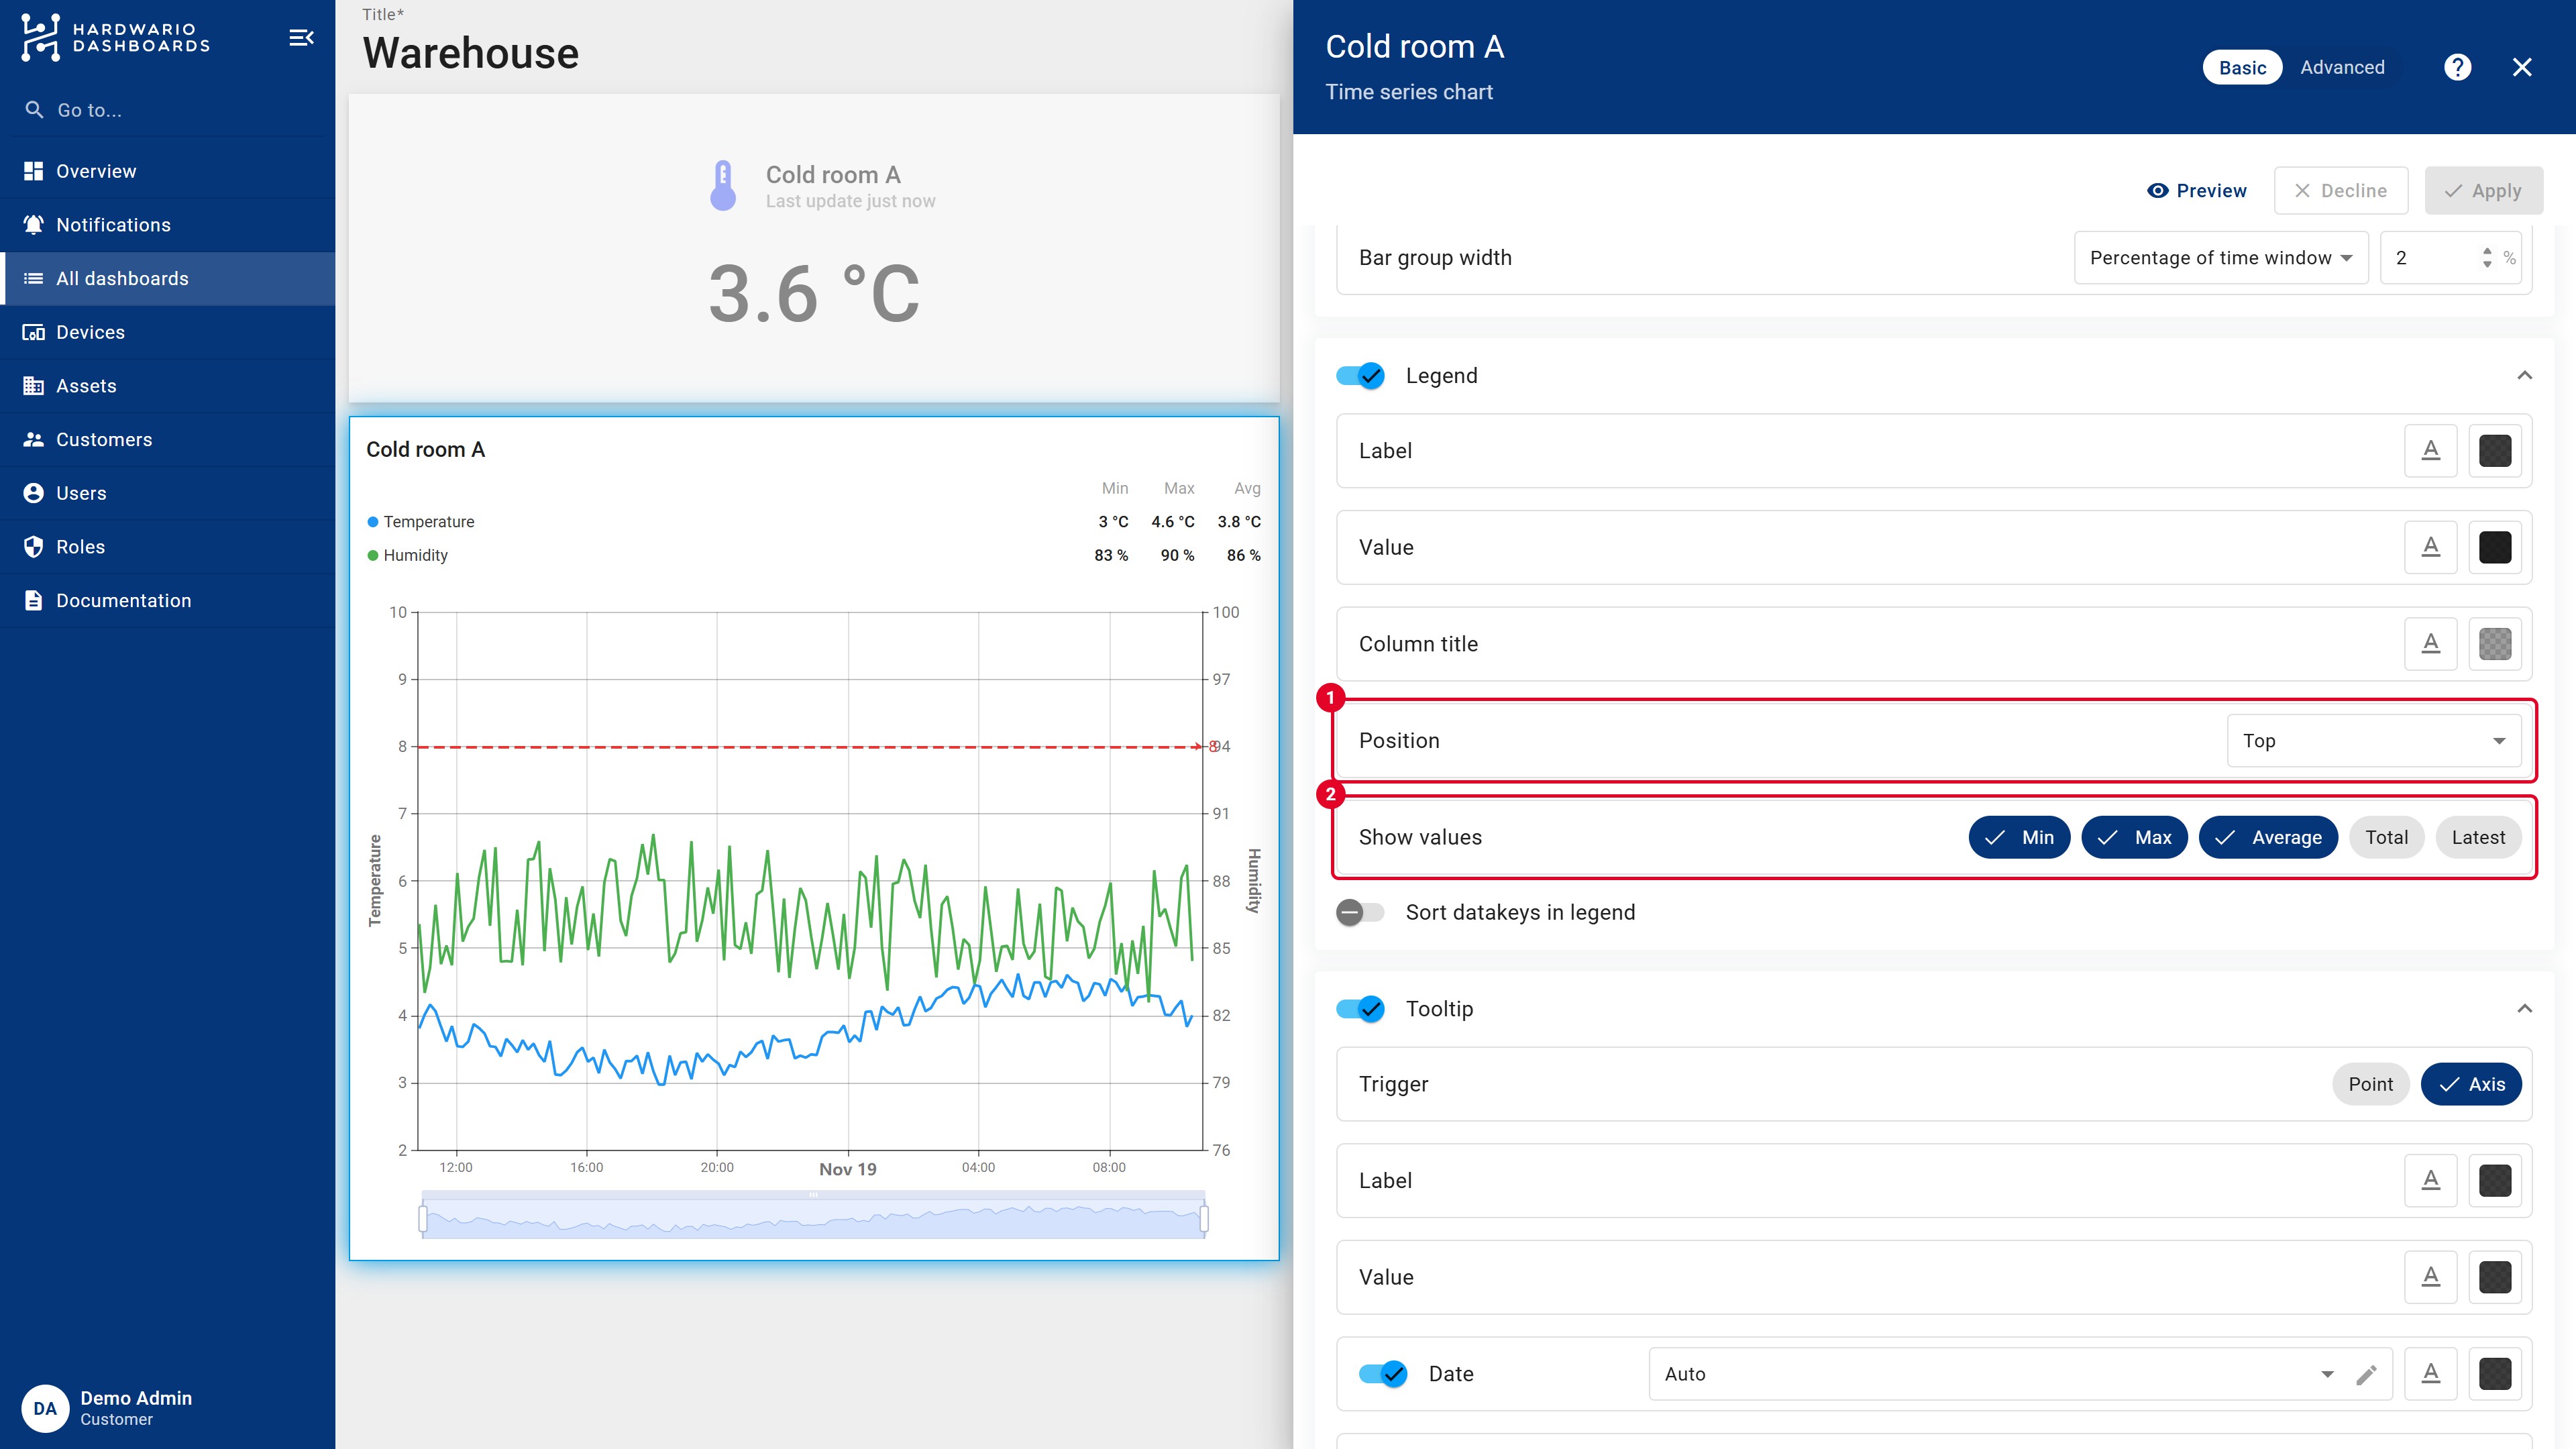 HARDWARIO
DASHBOARDS
Go to...
Overview
Notifications
All dashboards
Devices
Assets
Customers
Users
Roles
Documentation
DA
Demo Admin
Customer
Title*
Warehouse
Cold room A
Last update just now
3.6 °C
Cold room A
Min Max Avg
Temperature 3 °C 4.6 °C 3.8 °C
Humidity 83 % 90 % 86 %
10 100
9 97
8 8 94
7 91
6 88
5 85
4 82
3 79
2 76
Temperature
Humidity
12:00 16:00 20:00 Nov 19 04:00 08:00
Cold room A
Time series chart
Basic Advanced ?
Preview Decline Apply
Bar group width Percentage of time window 2 %
Legend
Label A
Value A
Column title A
1
Position Top
2
Show values Min Max Average Total Latest
Sort datakeys in legend
Tooltip
Trigger Point Axis
Label A
Value A
Date Auto A